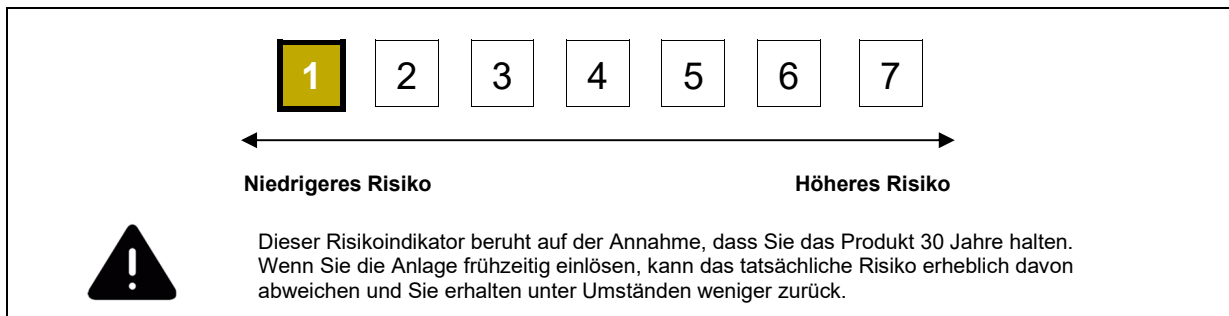 1 2 3 4 5 6 7
Niedrigeres Risiko Höheres Risiko
Dieser Risikoindikator beruht auf der Annahme, dass Sie das Produkt 30 Jahre halten.
Wenn Sie die Anlage frühzeitig einlösen, kann das tatsächliche Risiko erheblich davon
abweichen und Sie erhalten unter Umständen weniger zurück.